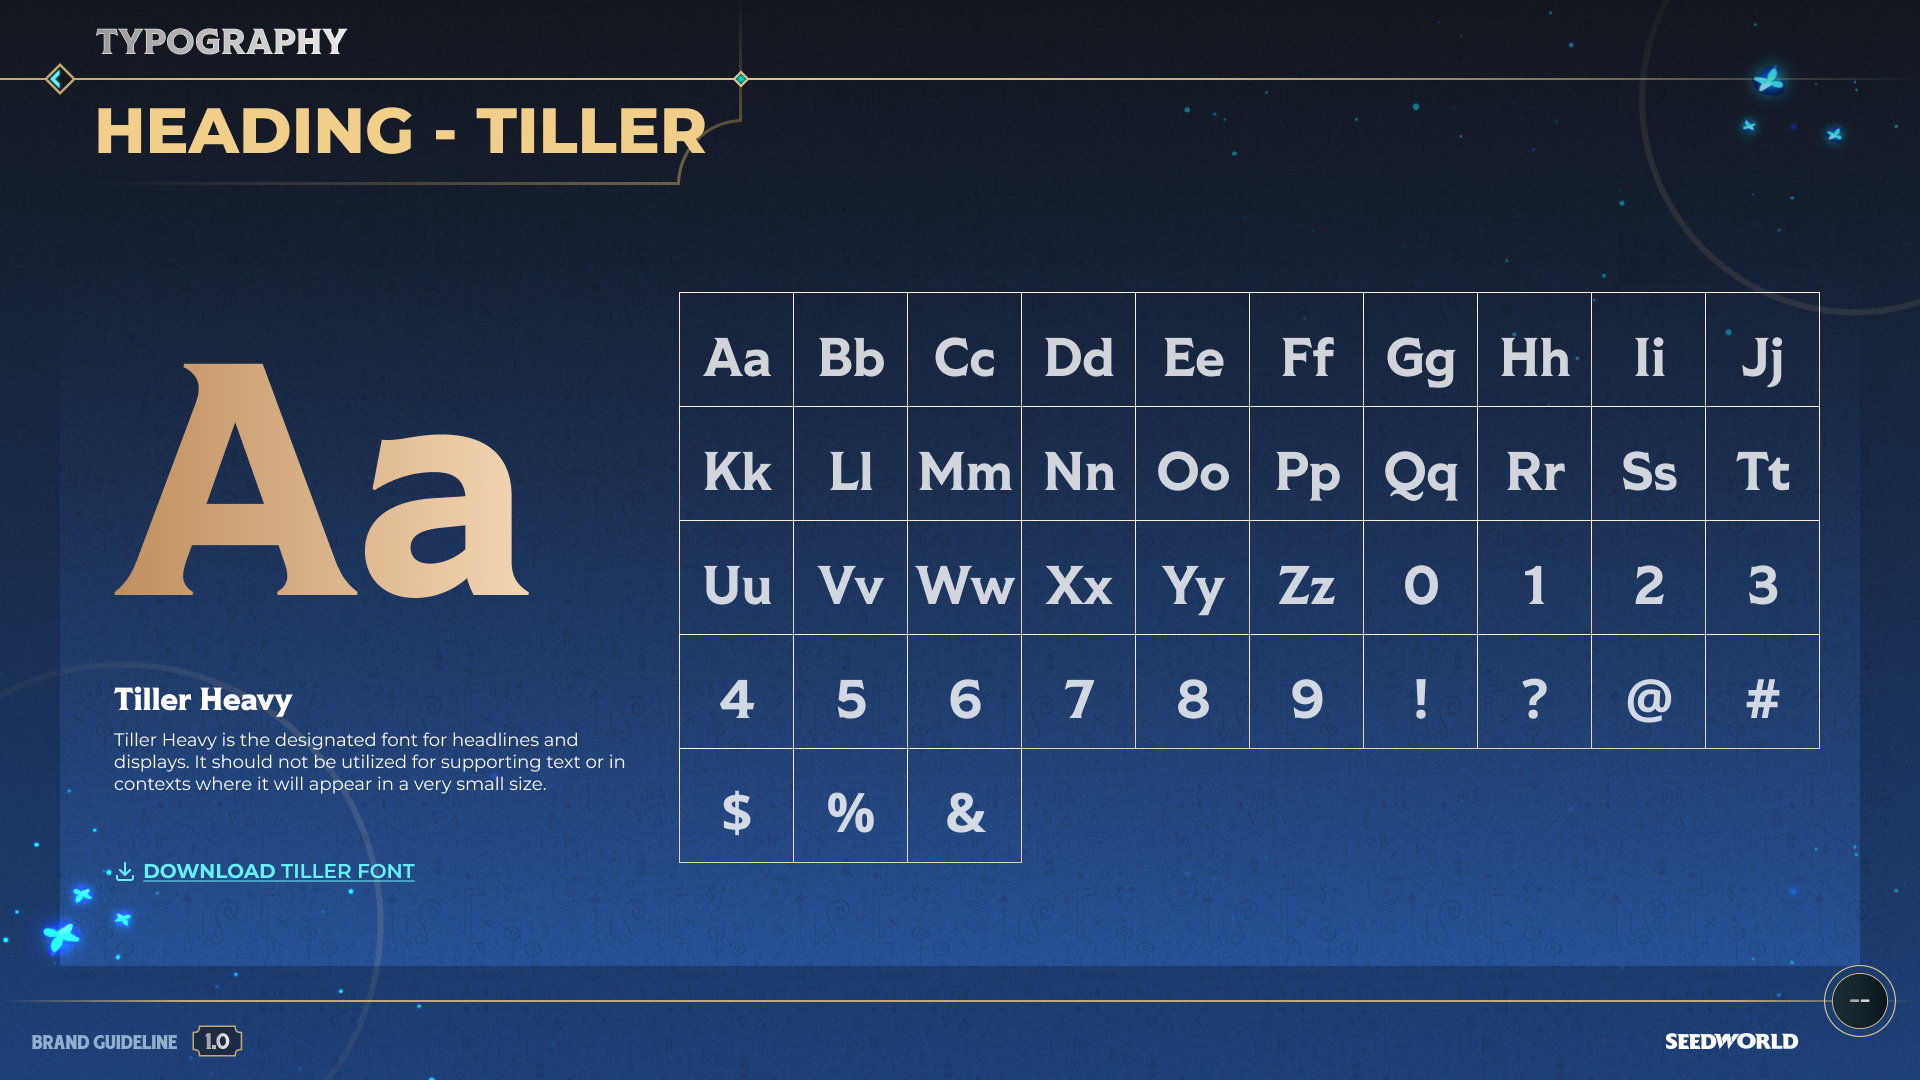 TYPOGRAPHY
HEADING - TILLER
Aa
Aa Bb Cc Dd Ee Ff Gg Hh Ii Jj
Kk Ll Mm Nn Oo Pp Qq Rr Ss Tt
Uu Vv Ww Xx Yy Zz 0 1 2 3
4 5 6 7 8 9 ! ? @ #
$ % &
Tiller Heavy
Tiller Heavy is the designated font for headlines and
displays. It should not be utilized for supporting text or in
contexts where it will appear in a very small size.
DOWNLOAD TILLER FONT
BRAND GUIDELINE 1.0
SEEDWORLD
--